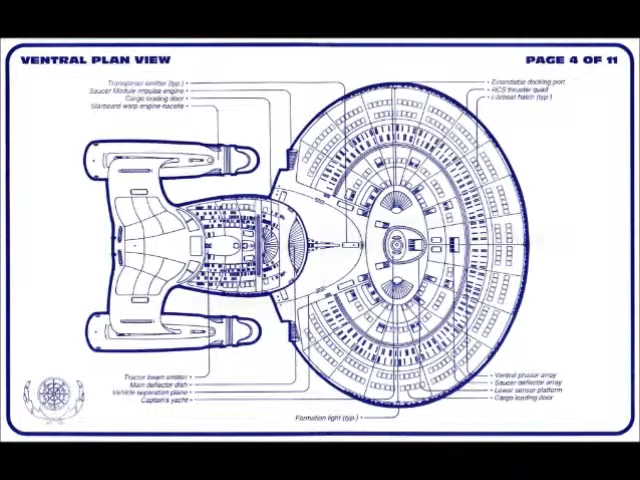 VENTRAL PLAN VIEW
PAGE 4 OF 11
Transporter emitter (typ.)
Saucer Module impulse engine
Cargo loading door
Starboard warp engine nacelle
Extendable docking port
RCS thruster quad
Lifeboat hatch (typ.)
Tractor beam emitter
Main deflector dish
Vehicle separation plane
Captain's yacht
Formation light (typ.)
Ventral phaser array
Saucer deflector array
Lower sensor platform
Cargo loading door